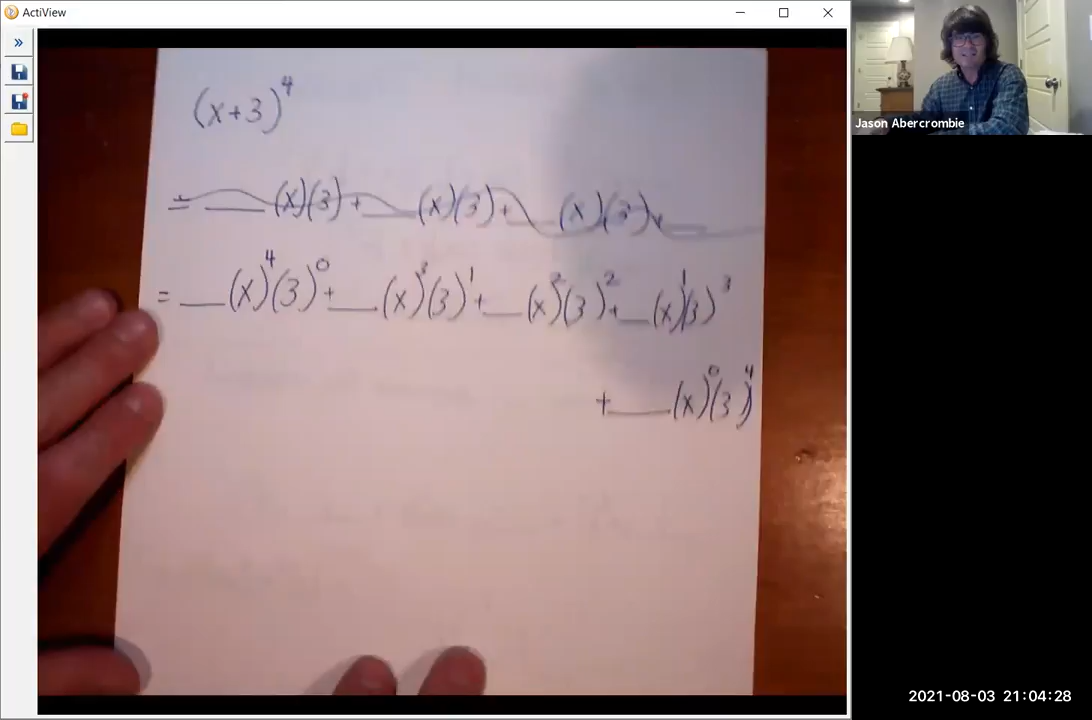 ActiView
(x+3)^4
= ___(x)(3)+ ___(x)(3)+ ___(x)(3)+ ___
= ___(x)^4(3)^0+ ___(x)^3(3)^1+ ___(x)^2(3)^2+ ___(x)^1(3)^3
+ ___(x)^0(3)^4
Jason Abercrombie
2021-08-03 21:04:28